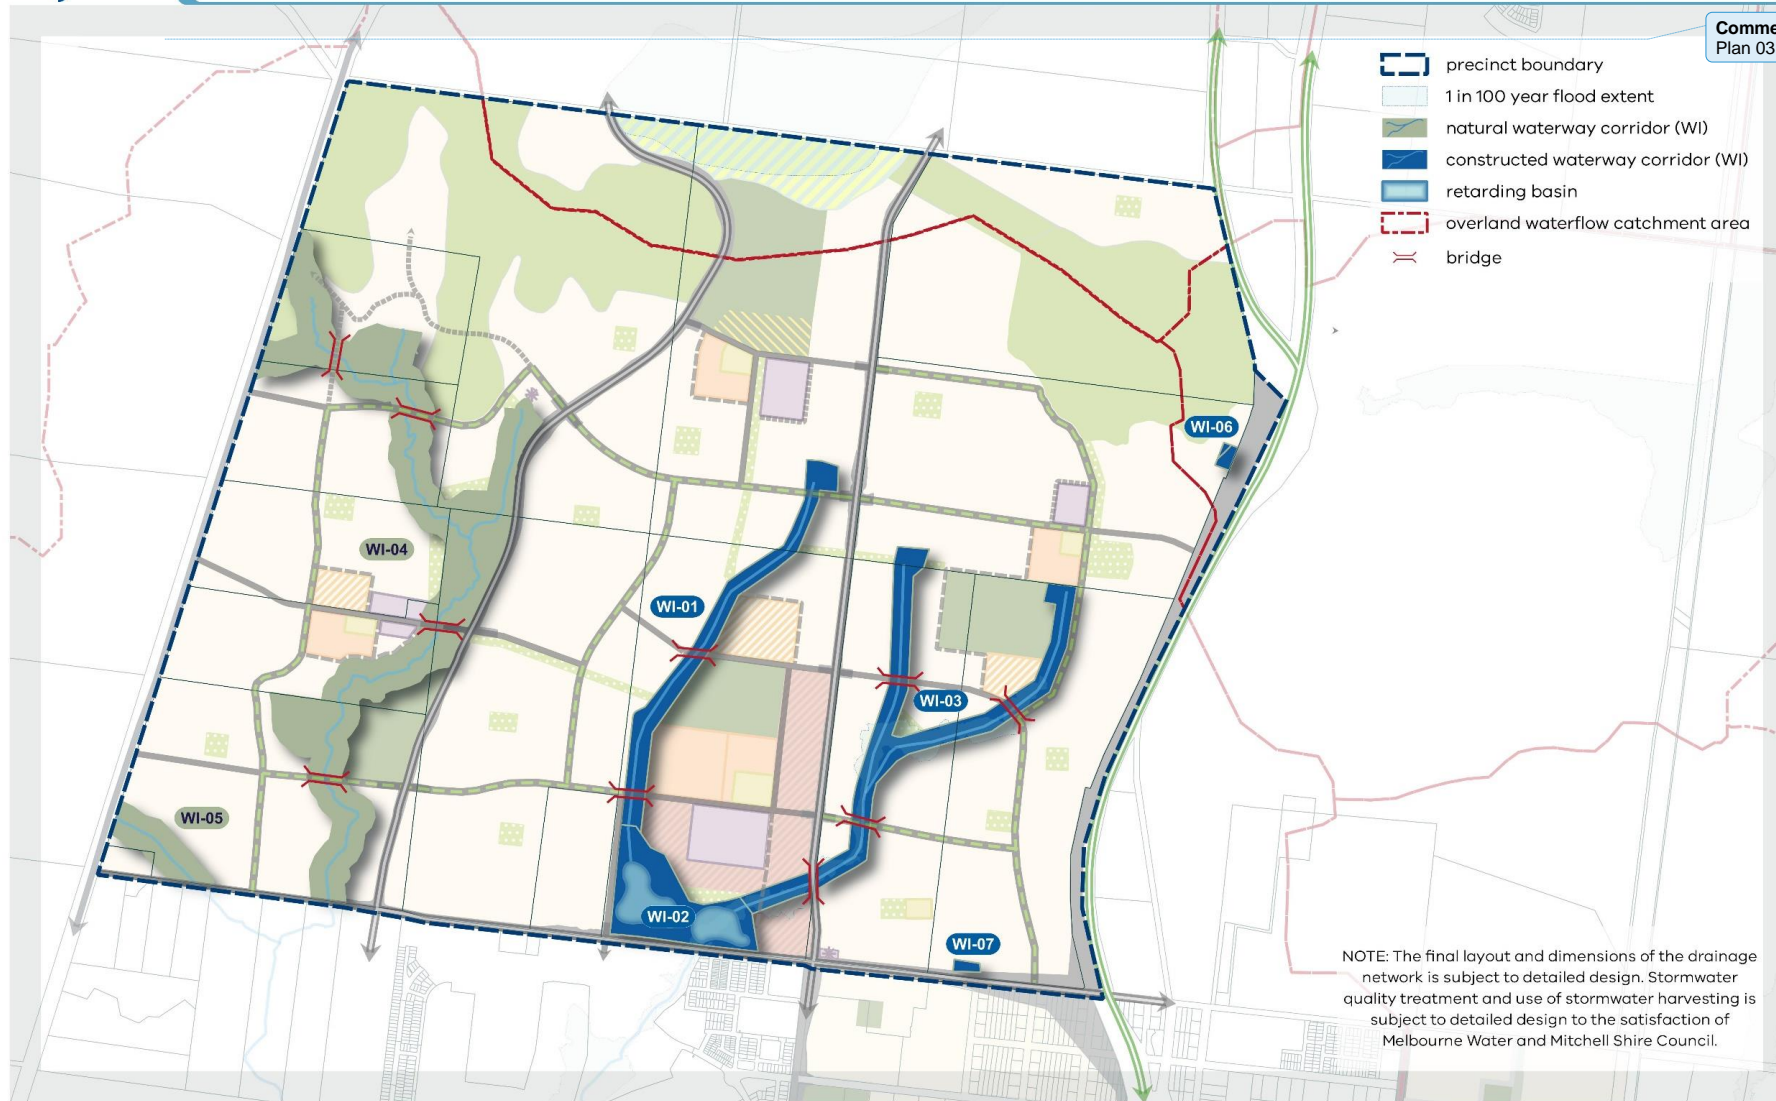 Comme
Plan 03
precinct boundary
1 in 100 year flood extent
natural waterway corridor (WI)
constructed waterway corridor (WI)
retarding basin
overland waterflow catchment area
bridge
WI-06
WI-04
WI-01
WI-03
WI-05
WI-02
WI-07
NOTE: The final layout and dimensions of the drainage
network is subject to detailed design. Stormwater
quality treatment and use of stormwater harvesting is
subject to detailed design to the satisfaction of
Melbourne Water and Mitchell Shire Council.